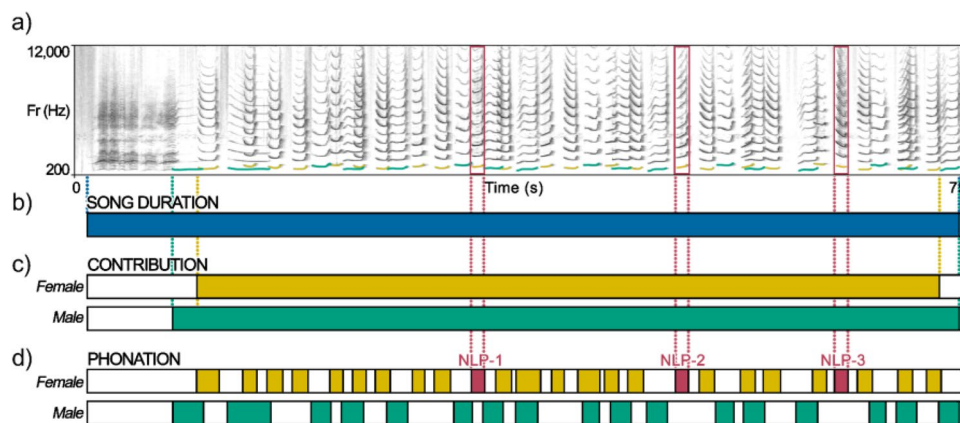 a)
12,000
Fr (Hz)
200
0 Time (s) 7
b) SONG DURATION
c) CONTRIBUTION
Female
Male
d) PHONATION NLP-1 NLP-2 NLP-3
Female
Male